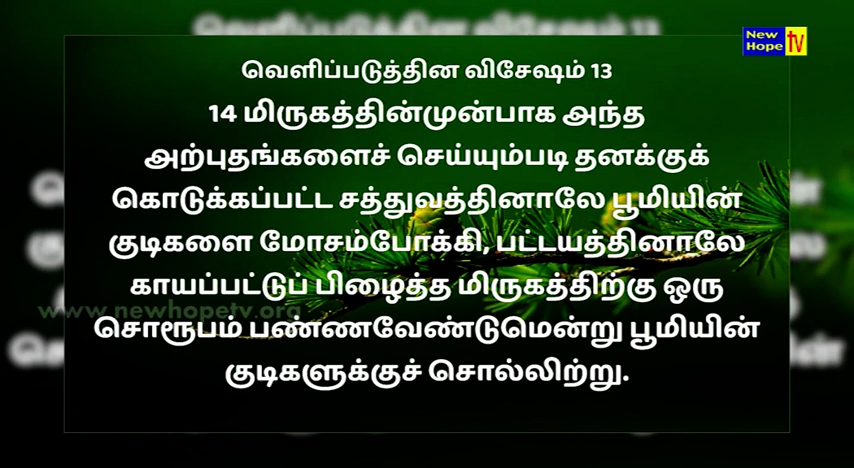 New Hope tv
வெளிப்படுத்தின விசேஷம் 13
14 மிருகத்தின்முன்பாக அந்த
அற்புதங்களைச் செய்யும்படி தனக்குக்
கொடுக்கப்பட்ட சத்துவத்தினாலே பூமியின்
குடிகளை மோசம்போக்கி, பட்டயத்தினாலே
காயப்பட்டுப் பிழைத்த மிருகத்திற்கு ஒரு
www.newhopetv.org
சொரூபம் பண்ணவேண்டுமென்று பூமியின்
குடிகளுக்குச் சொல்லிற்று.